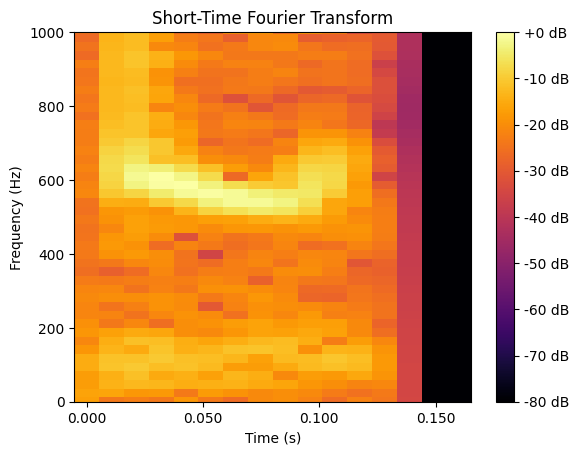 Short-Time Fourier Transform
1000
800
600
400
200
0
Frequency (Hz)
0.000
0.050
0.100
0.150
Time (s)
+0 dB
-10 dB
-20 dB
-30 dB
-40 dB
-50 dB
-60 dB
-70 dB
-80 dB